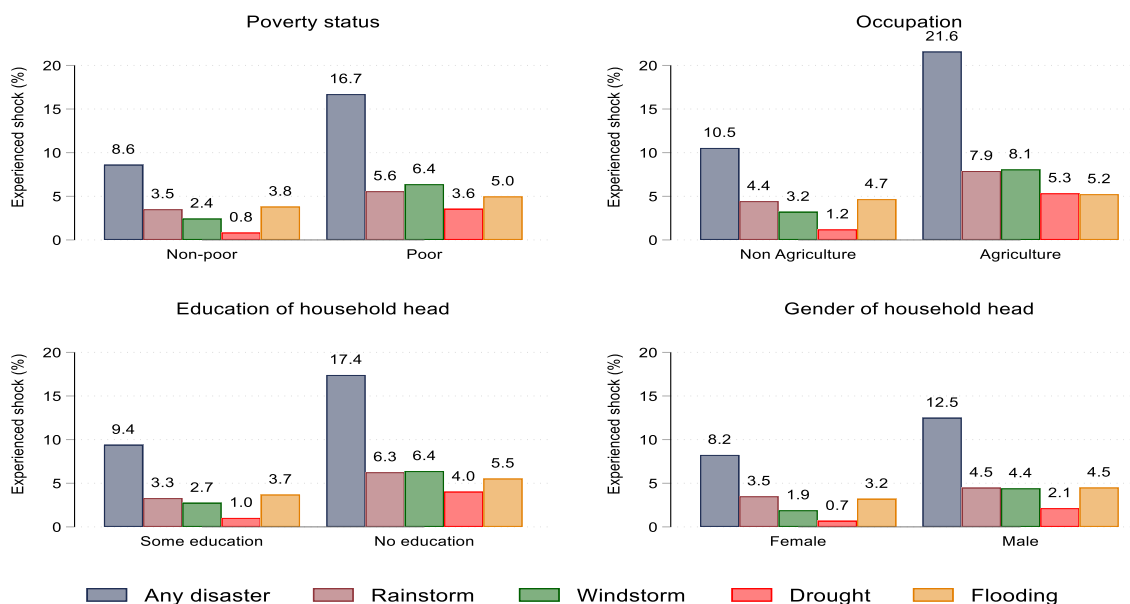 Poverty status
Experienced shock (%)
20
15
10
5
0
8.6
3.5
2.4
0.8
3.8
16.7
5.6
6.4
3.6
5.0
Non-poor
Poor
Occupation
Experienced shock (%)
20
15
10
5
0
10.5
4.4
3.2
1.2
4.7
21.6
7.9
8.1
5.3
5.2
Non Agriculture
Agriculture
Education of household head
Experienced shock (%)
20
15
10
5
0
9.4
3.3
2.7
1.0
3.7
17.4
6.3
6.4
4.0
5.5
Some education
No education
Gender of household head
Experienced shock (%)
20
15
10
5
0
8.2
3.5
1.9
0.7
3.2
12.5
4.5
4.4
2.1
4.5
Female
Male
Any disaster
Rainstorm
Windstorm
Drought
Flooding